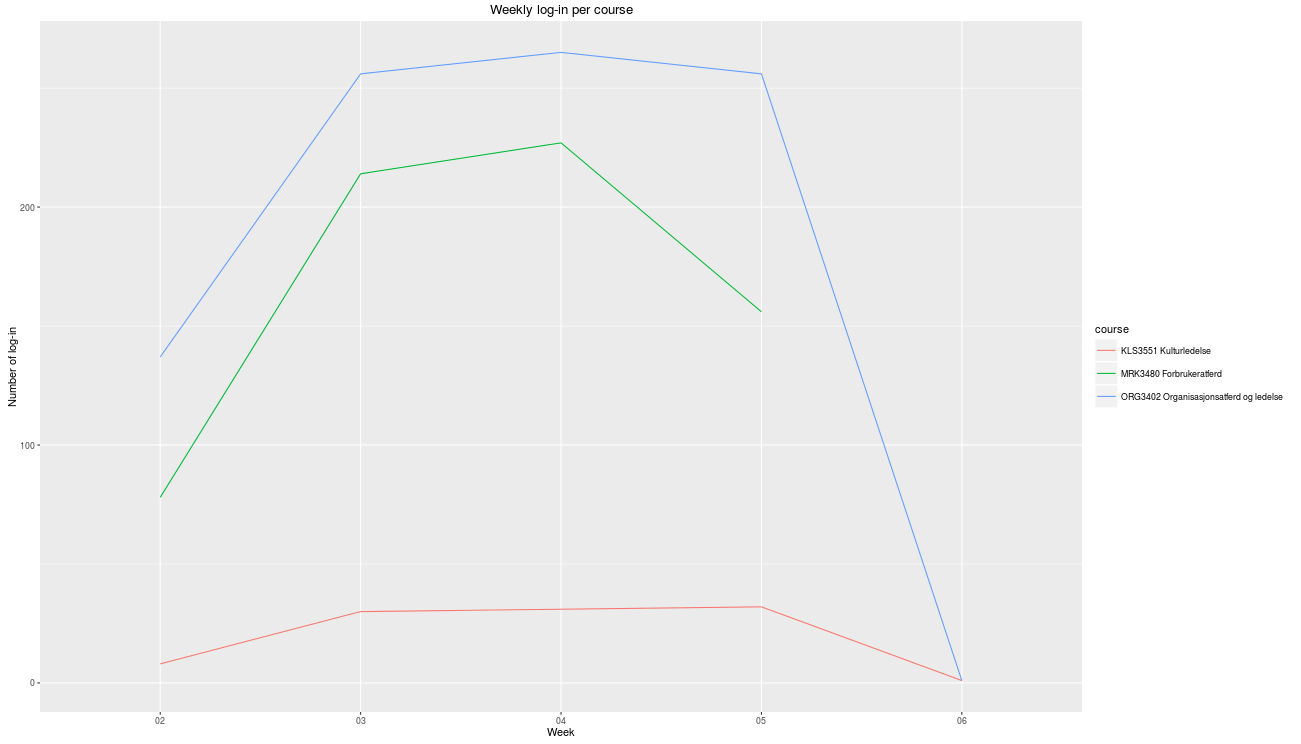 Weekly log-in per course
200
100
0
Number of log-in
02 03 04 05 06
Week
course
KLS3551 Kulturledelse
MRK3480 Forbrukeratferd
ORG3402 Organisasjonsatferd og ledelse